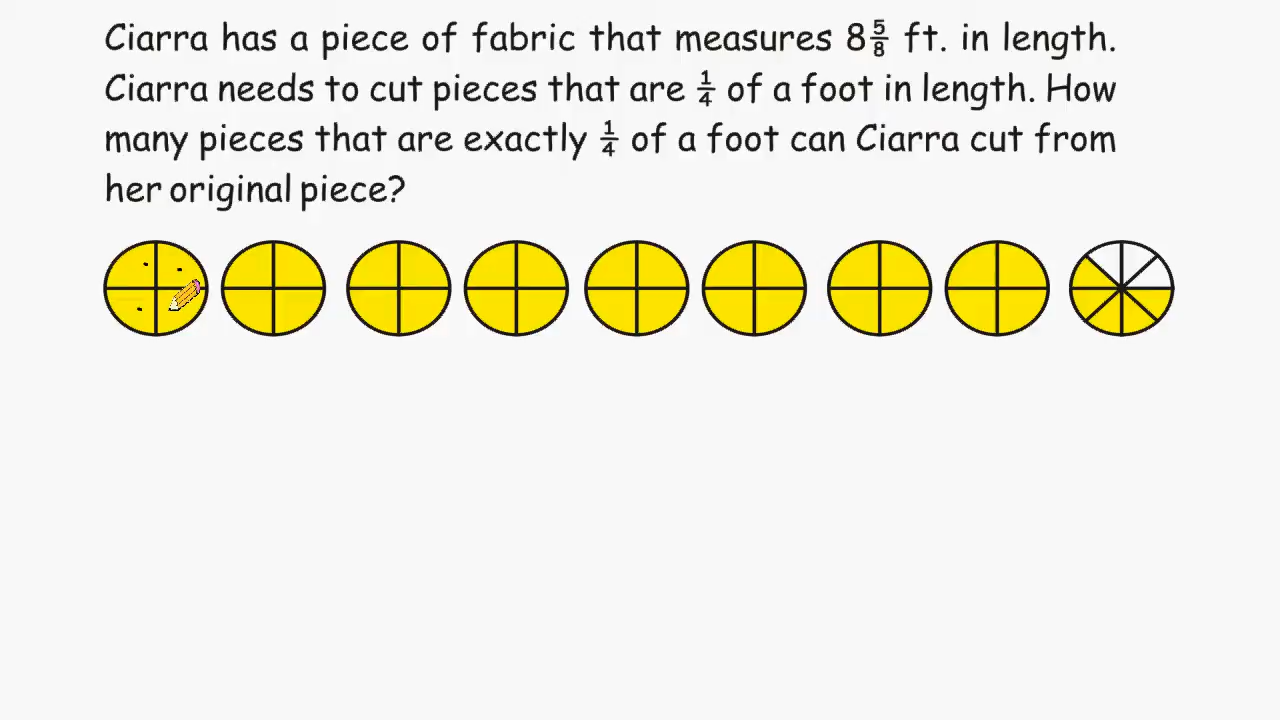 Ciarra has a piece of fabric that measures 8 5/8 ft. in length.
Ciarra needs to cut pieces that are 1/4 of a foot in length. How
many pieces that are exactly 1/4 of a foot can Ciarra cut from
her original piece?